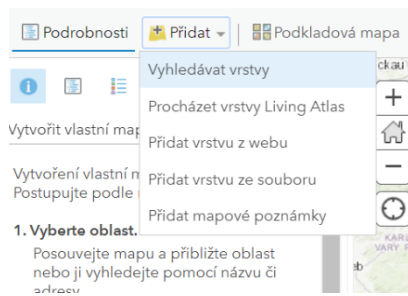 Podrobnosti Přidat Podkladová mapa
Vyhledávat vrstvy
Procházet vrstvy Living Atlas
Vytvořit vlastní
Přidat vrstvu z webu
Vytvoření vlastní
Přidat vrstvu ze souboru
Postupujte podle
Přidat mapové poznámky
1. Vyberte oblast.
Posouvejte mapu a přibližte oblast
nebo ji vyhledejte pomocí názvu či
adresy